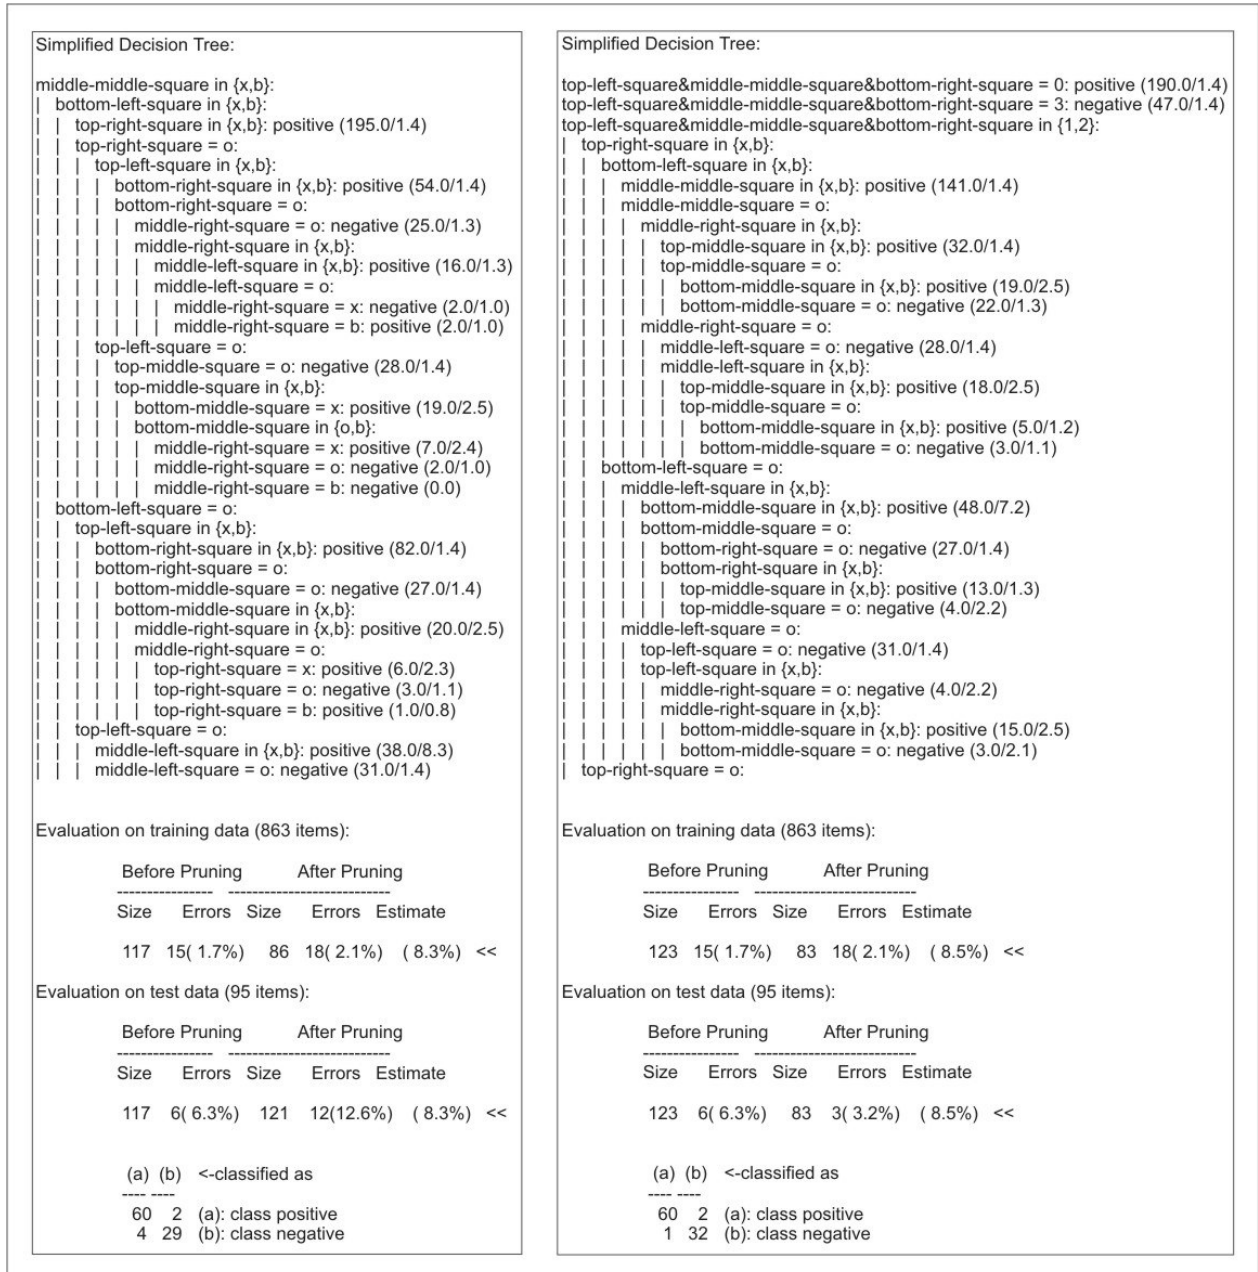 Simplified Decision Tree:
middle-middle-square in {x,b}:
| bottom-left-square in {x,b}:
| | top-right-square in {x,b}: positive (195.0/1.4)
| | top-right-square = o:
| | | top-left-square in {x,b}:
| | | | bottom-right-square in {x,b}: positive (54.0/1.4)
| | | | bottom-right-square = o:
| | | | | middle-right-square = o: negative (25.0/1.3)
| | | | | middle-right-square in {x,b}:
| | | | | | middle-left-square in {x,b}: positive (16.0/1.3)
| | | | | | middle-left-square = o:
| | | | | | | middle-right-square = x: negative (2.0/1.0)
| | | | | | | middle-right-square = b: positive (2.0/1.0)
| | | top-left-square = o:
| | | | top-middle-square = o: negative (28.0/1.4)
| | | | top-middle-square in {x,b}:
| | | | | bottom-middle-square = x: positive (19.0/2.5)
| | | | | bottom-middle-square in {o,b}:
| | | | | | middle-right-square = x: positive (7.0/2.4)
| | | | | | middle-right-square = o: negative (2.0/1.0)
| | | | | | middle-right-square = b: negative (0.0)
| bottom-left-square = o:
| | top-left-square in {x,b}:
| | | bottom-right-square in {x,b}: positive (82.0/1.4)
| | | bottom-right-square = o:
| | | | bottom-middle-square = o: negative (27.0/1.4)
| | | | bottom-middle-square in {x,b}:
| | | | | middle-right-square in {x,b}: positive (20.0/2.5)
| | | | | middle-right-square = o:
| | | | | | top-right-square = x: positive (6.0/2.3)
| | | | | | top-right-square = o: negative (3.0/1.1)
| | | | | | top-right-square = b: positive (1.0/0.8)
| | top-left-square = o:
| | | middle-left-square in {x,b}: positive (38.0/8.3)
| | | middle-left-square = o: negative (31.0/1.4)
Evaluation on training data (863 items):
Before Pruning After Pruning
---------------- ---------------------------
Size Errors Size Errors Estimate
117 15( 1.7%) 86 18( 2.1%) ( 8.3%) <<
Evaluation on test data (95 items):
Before Pruning After Pruning
---------------- ---------------------------
Size Errors Size Errors Estimate
117 6( 6.3%) 121 12(12.6%) ( 8.3%) <<
(a) (b) <-classified as
---- ----
60 2 (a): class positive
4 29 (b): class negative
Simplified Decision Tree:
top-left-square&middle-middle-square&bottom-right-square = 0: positive (190.0/1.4)
top-left-square&middle-middle-square&bottom-right-square = 3: negative (47.0/1.4)
top-left-square&middle-middle-square&bottom-right-square in {1,2}:
| top-right-square in {x,b}:
| | bottom-left-square in {x,b}:
| | | middle-middle-square in {x,b}: positive (141.0/1.4)
| | | middle-middle-square = o:
| | | | middle-right-square in {x,b}:
| | | | | top-middle-square in {x,b}: positive (32.0/1.4)
| | | | | top-middle-square = o:
| | | | | | bottom-middle-square in {x,b}: positive (19.0/2.5)
| | | | | | bottom-middle-square = o: negative (22.0/1.3)
| | | | middle-right-square = o:
| | | | | middle-left-square = o: negative (28.0/1.4)
| | | | | middle-left-square in {x,b}:
| | | | | | top-middle-square in {x,b}: positive (18.0/2.5)
| | | | | | top-middle-square = o:
| | | | | | | bottom-middle-square in {x,b}: positive (5.0/1.2)
| | | | | | | bottom-middle-square = o: negative (3.0/1.1)
| | bottom-left-square = o:
| | | middle-left-square in {x,b}:
| | | | bottom-middle-square in {x,b}: positive (48.0/7.2)
| | | | bottom-middle-square = o:
| | | | | bottom-right-square = o: negative (27.0/1.4)
| | | | | bottom-right-square in {x,b}:
| | | | | | top-middle-square in {x,b}: positive (13.0/1.3)
| | | | | | top-middle-square = o: negative (4.0/2.2)
| | | middle-left-square = o:
| | | | top-left-square = o: negative (31.0/1.4)
| | | | top-left-square in {x,b}:
| | | | | middle-right-square = o: negative (4.0/2.2)
| | | | | middle-right-square in {x,b}:
| | | | | | bottom-middle-square in {x,b}: positive (15.0/2.5)
| | | | | | bottom-middle-square = o: negative (3.0/2.1)
| top-right-square = o:
Evaluation on training data (863 items):
Before Pruning After Pruning
---------------- ---------------------------
Size Errors Size Errors Estimate
123 15( 1.7%) 83 18( 2.1%) ( 8.5%) <<
Evaluation on test data (95 items):
Before Pruning After Pruning
---------------- ---------------------------
Size Errors Size Errors Estimate
123 6( 6.3%) 83 3( 3.2%) ( 8.5%) <<
(a) (b) <-classified as
---- ----
60 2 (a): class positive
1 32 (b): class negative